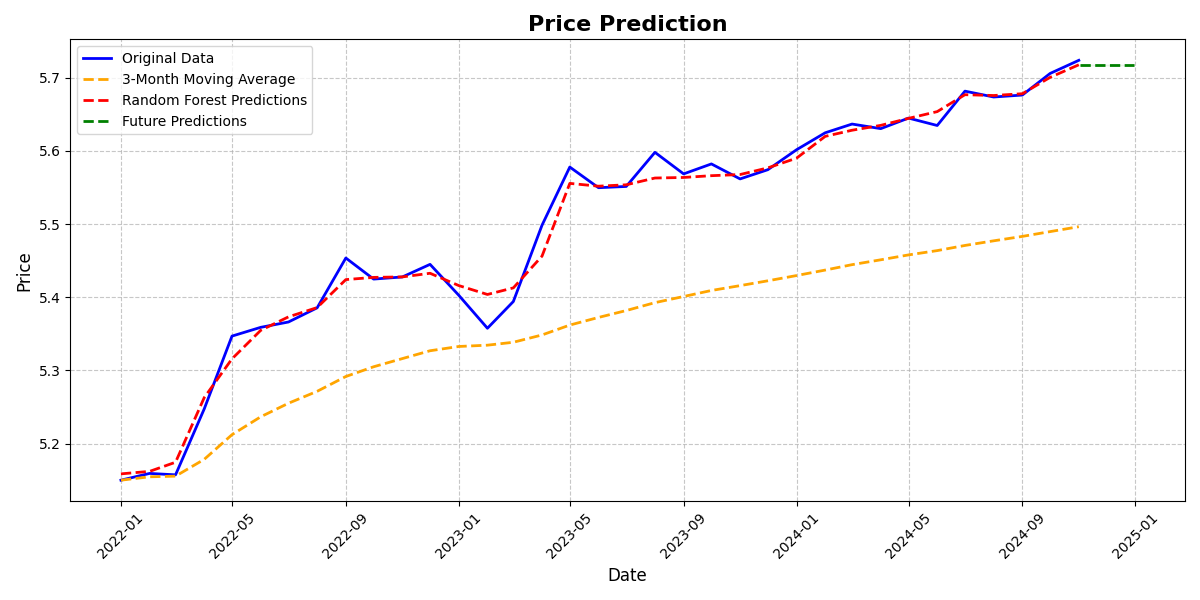 Price Prediction
Original Data
3-Month Moving Average
Random Forest Predictions
Future Predictions
Price
5.7
5.6
5.5
5.4
5.3
5.2
2022-01
2022-05
2022-09
2023-01
2023-05
2023-09
2024-01
2024-05
2024-09
2025-01
Date